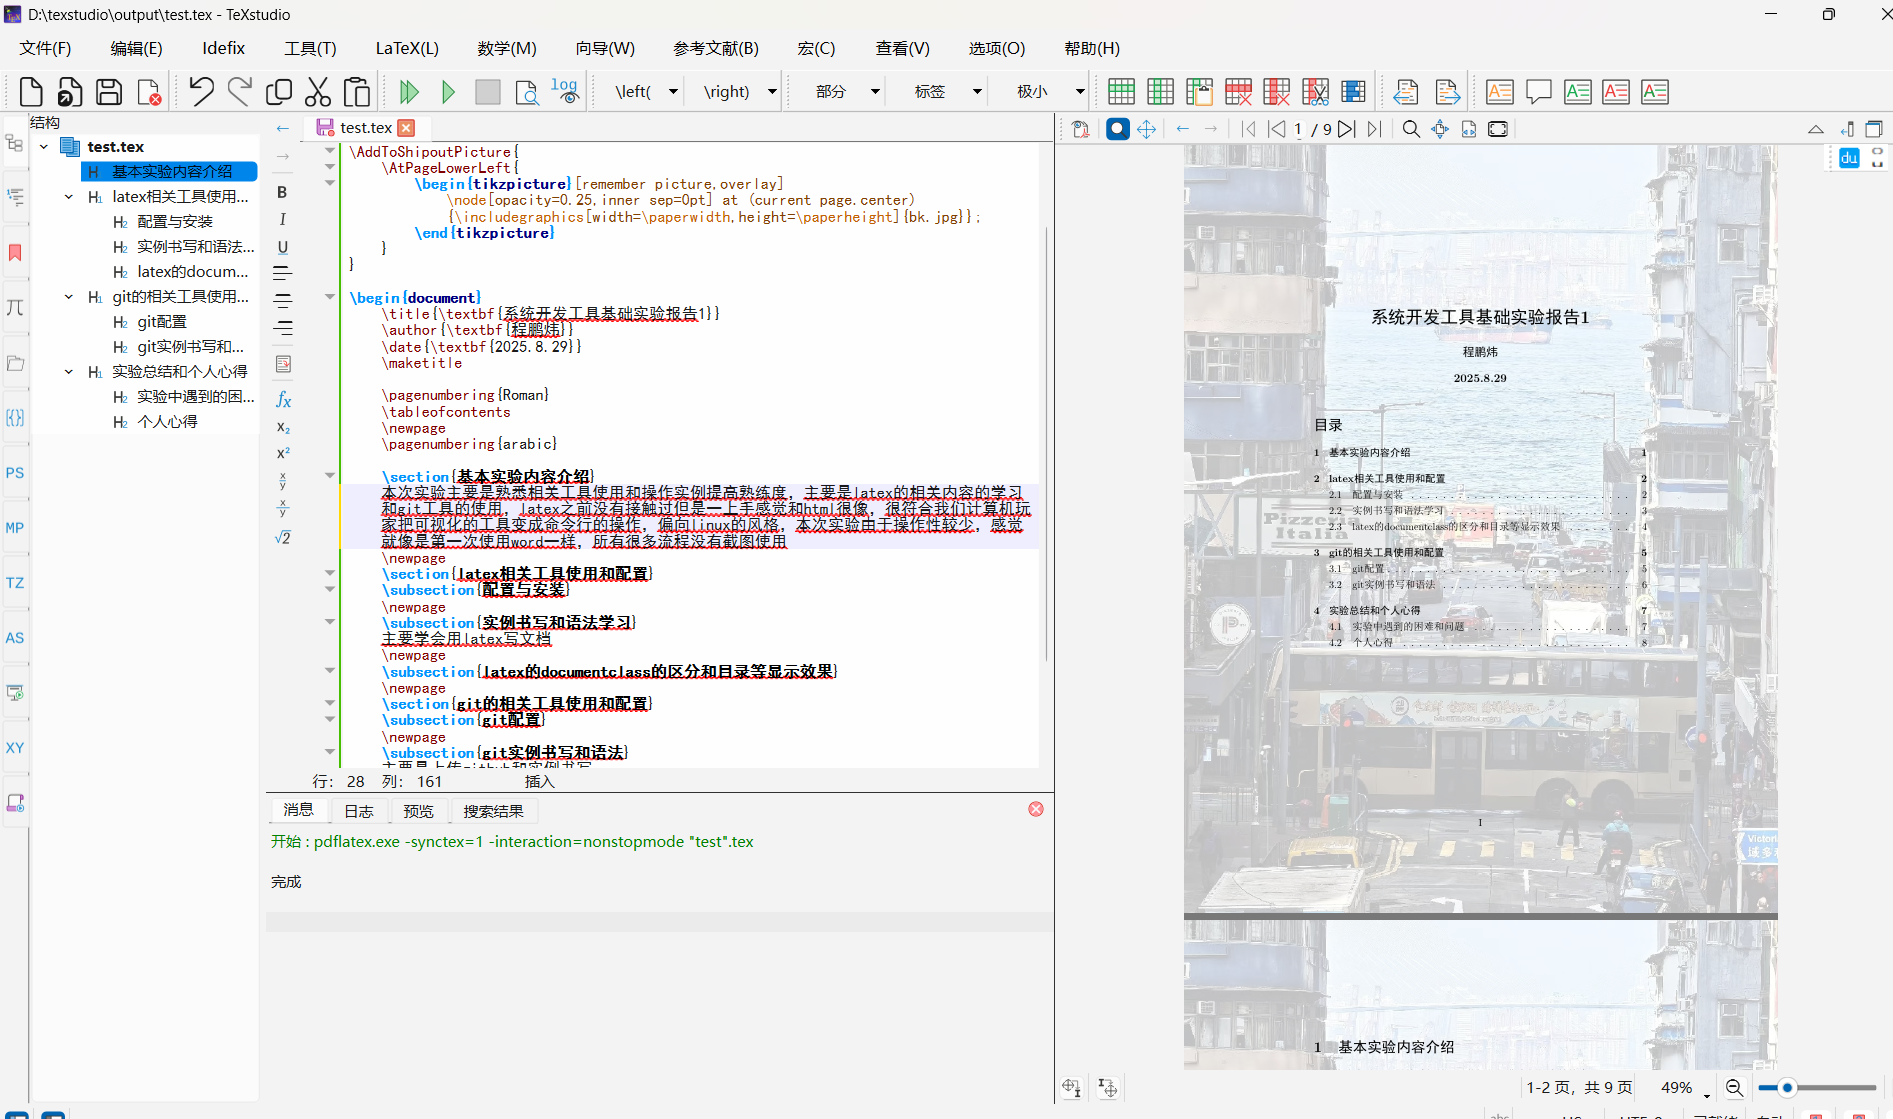 D:\texstudio\output\test.tex - TeXstudio
文件(F) 编辑(E) Idefix 工具(T) LaTeX(L) 数学(M) 向导(W) 参考文献(B) 宏(C) 查看(V) 选项(O) 帮助(H)
log \left( \right) 部分 标签 极小
结构
test.tex
基本实验内容介绍
H1 latex相关工具使用...
H2 配置与安装
H2 实例书写和语法...
H2 latex的docum...
H1 git的相关工具使用...
H2 git配置
H2 git实例书写和...
H1 实验总结和个人心得
H2 实验中遇到的困...
H2 个人心得
PS
MP
TZ
AS
XY
test.tex
\AddToShipoutPicture{
\AtPageLowerLeft{
\begin{tikzpicture}[remember picture,overlay]
\node[opacity=0.25,inner sep=0pt] at (current page.center)
{\includegraphics[width=\paperwidth,height=\paperheight]{bk.jpg}};
\end{tikzpicture}
}
}
\begin{document}
\title{\textbf{系统开发工具基础实验报告1}}
\author{\textbf{程鹏炜}}
\date{\textbf{2025.8.29}}
\maketitle
\pagenumbering{Roman}
\tableofcontents
\newpage
\pagenumbering{arabic}
\section{基本实验内容介绍}
本次实验主要是熟悉相关工具使用和操作实例提高熟练度，主要是latex的相关内容的学习
和git工具的使用，latex之前没有接触过但是一上手感觉和html很像，很符合我们计算机玩
家把可视化的工具变成命令行的操作，偏向linux的风格，本次实验由于操作性较少，感觉
就像是第一次使用word一样，所有很多流程没有截图使用
\newpage
\section{latex相关工具使用和配置}
\subsection{配置与安装}
\newpage
\subsection{实例书写和语法学习}
主要学会用latex写文档
\newpage
\subsection{latex的documentclass的区分和目录等显示效果}
\newpage
\section{git的相关工具使用和配置}
\subsection{git配置}
\newpage
\subsection{git实例书写和语法}
主要是上传github和实例书写
行: 28 列: 161 插入
消息 日志 预览 搜索结果
开始 : pdflatex.exe -synctex=1 -interaction=nonstopmode "test".tex
完成
1 / 9
du
系统开发工具基础实验报告1
程鹏炜
2025.8.29
目录
1 基本实验内容介绍 1
2 latex相关工具使用和配置 2
2.1 配置与安装 2
2.2 实例书写和语法学习 3
2.3 latex的documentclass的区分和目录等显示效果 4
3 git的相关工具使用和配置 5
3.1 git配置 5
3.2 git实例书写和语法 6
4 实验总结和个人心得 7
4.1 实验中遇到的困难和问题 7
4.2 个人心得 8
Pizzeria
Italia
I
Victori
域多
1 基本实验内容介绍
1-2 页，共 9 页 49%